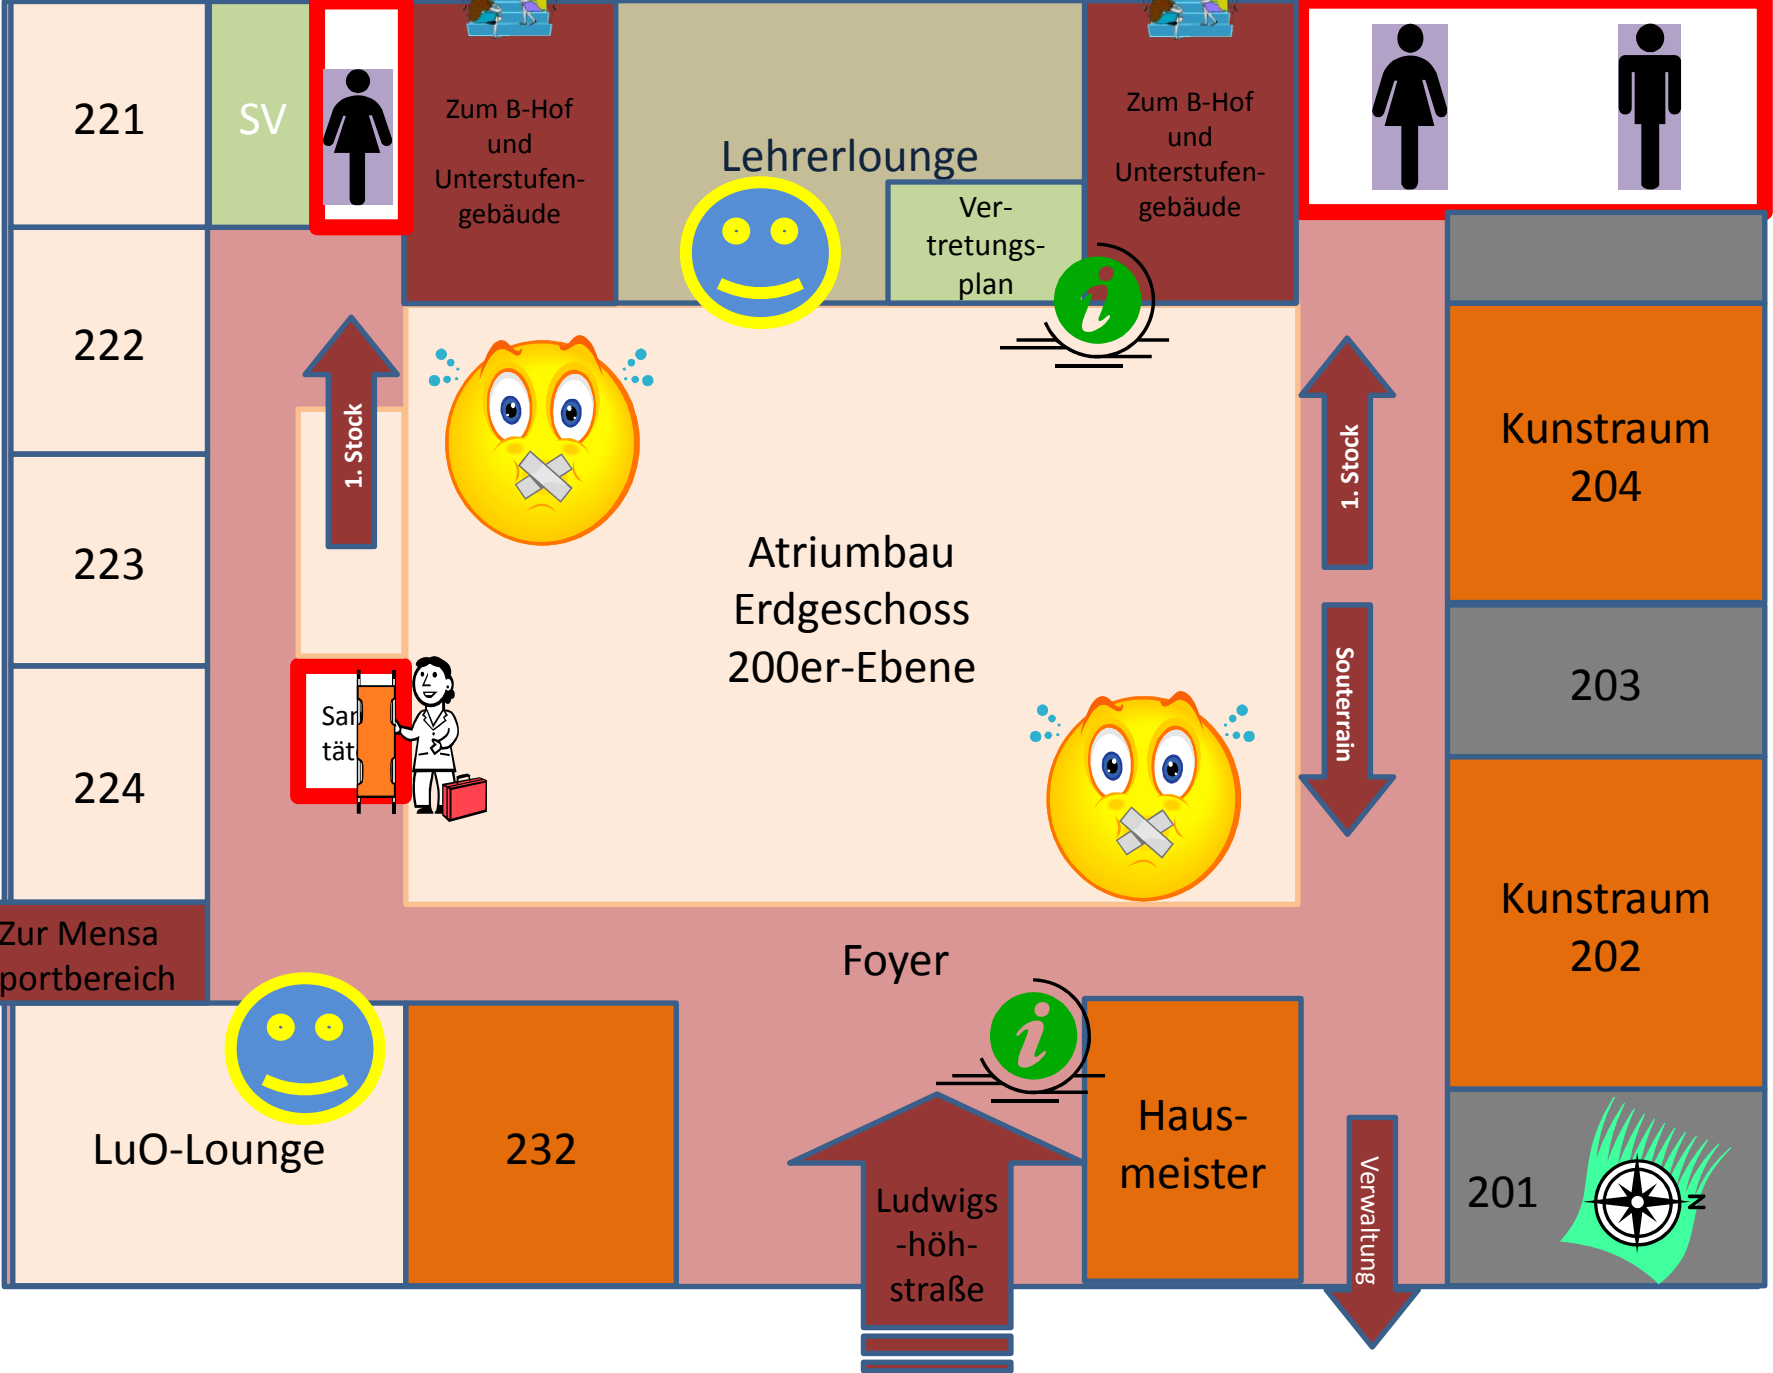 221
SV
Zum B-Hof
und
Unterstufen-
gebäude
Lehrerlounge
Ver-
tretungs-
plan
Zum B-Hof
und
Unterstufen-
gebäude
222
1. Stock
1. Stock
Kunstraum
204
223
Atriumbau
Erdgeschoss
200er-Ebene
Souterrain
203
224
tät
Kunstraum
202
Zur Mensa
portbereich
Foyer
LuO-Lounge
232
Ludwigs
-höh-
straße
Haus-
meister
Verwaltung
201
N